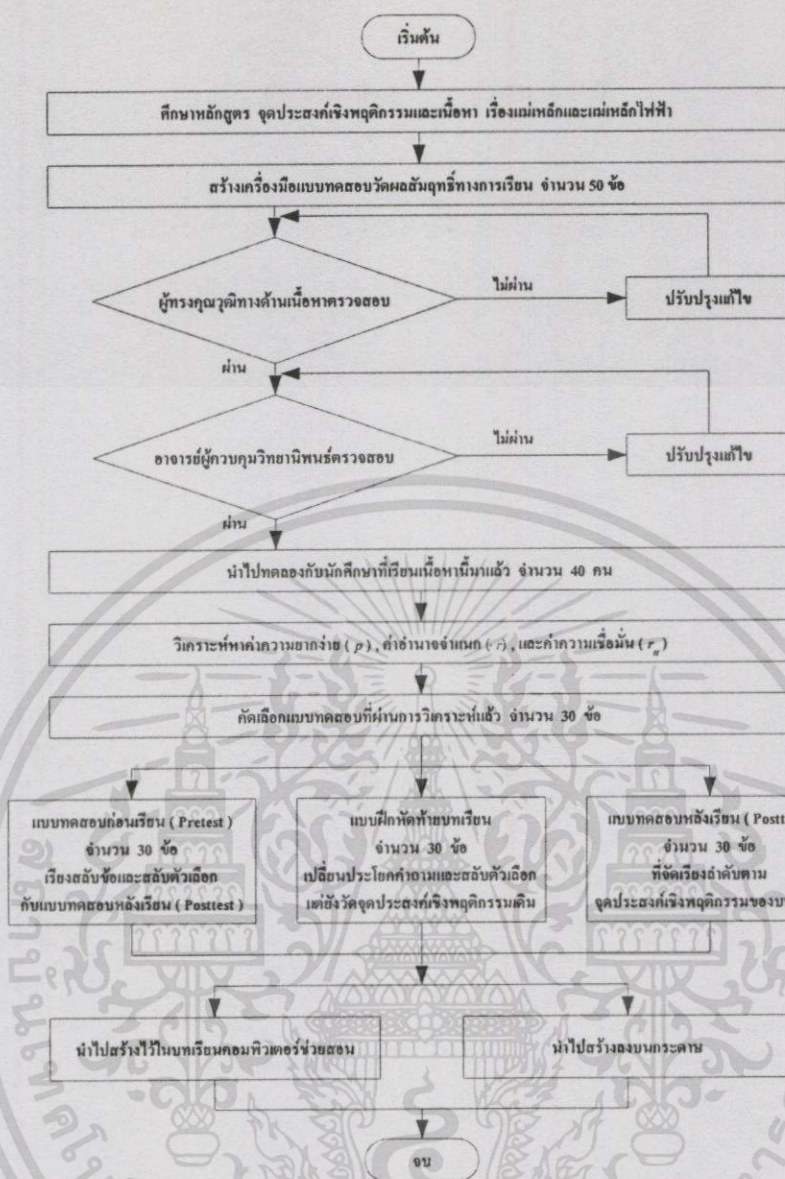 เริ่มต้น
ศึกษาหลักสูตร จุดประสงค์เชิงพฤติกรรมและเนื้อหา เรื่องแม่เหล็กและแม่เหล็กไฟฟ้า
สร้างเครื่องมือแบบทดสอบวัดผลสัมฤทธิ์ทางการเรียน จำนวน 50 ข้อ
ผู้ทรงคุณวุฒิทางด้านเนื้อหาตรวจสอบ
ไม่ผ่าน
ปรับปรุงแก้ไข
ผ่าน
อาจารย์ผู้ควบคุมวิทยานิพนธ์ตรวจสอบ
ไม่ผ่าน
ปรับปรุงแก้ไข
ผ่าน
นำไปทดลองกับนักศึกษาที่เรียนเนื้อหานี้มาแล้ว จำนวน 40 คน
วิเคราะห์หาค่าความยากง่าย ( p ) , ค่าอำนาจจำแนก ( r ) , และค่าความเชื่อมั่น ( r_tt )
คัดเลือกแบบทดสอบที่ผ่านการวิเคราะห์แล้ว จำนวน 30 ข้อ
แบบทดสอบก่อนเรียน ( Pretest )
จำนวน 30 ข้อ
เรียงสลับข้อและสลับตัวเลือก
กับแบบทดสอบหลังเรียน ( Posttest )
แบบฝึกหัดท้ายบทเรียน
จำนวน 30 ข้อ
เปลี่ยนประโยคคำถามและสลับตัวเลือก
แต่ยังวัดจุดประสงค์เชิงพฤติกรรมเดิม
แบบทดสอบหลังเรียน ( Postt
จำนวน 30 ข้อ
ที่จัดเรียงลำดับตาม
จุดประสงค์เชิงพฤติกรรมของบ
นำไปสร้างไว้ในบทเรียนคอมพิวเตอร์ช่วยสอน
นำไปสร้างลงบนกระดาษ
จบ